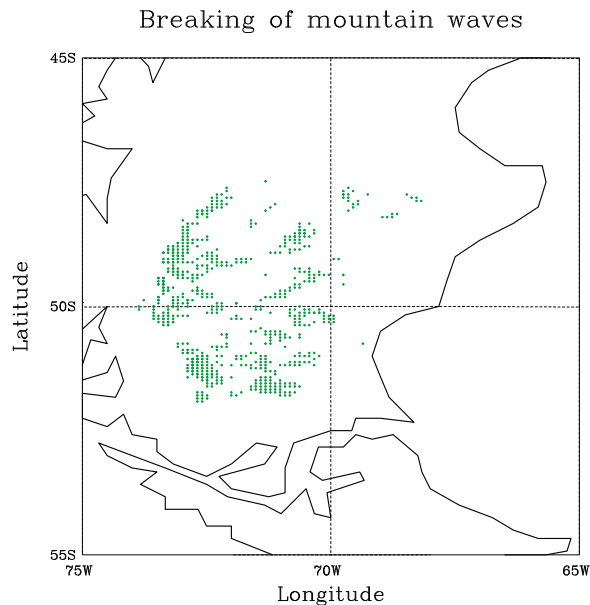 Breaking of mountain waves
45S
Latitude
50S
55S
75W 70W 65W
Longitude